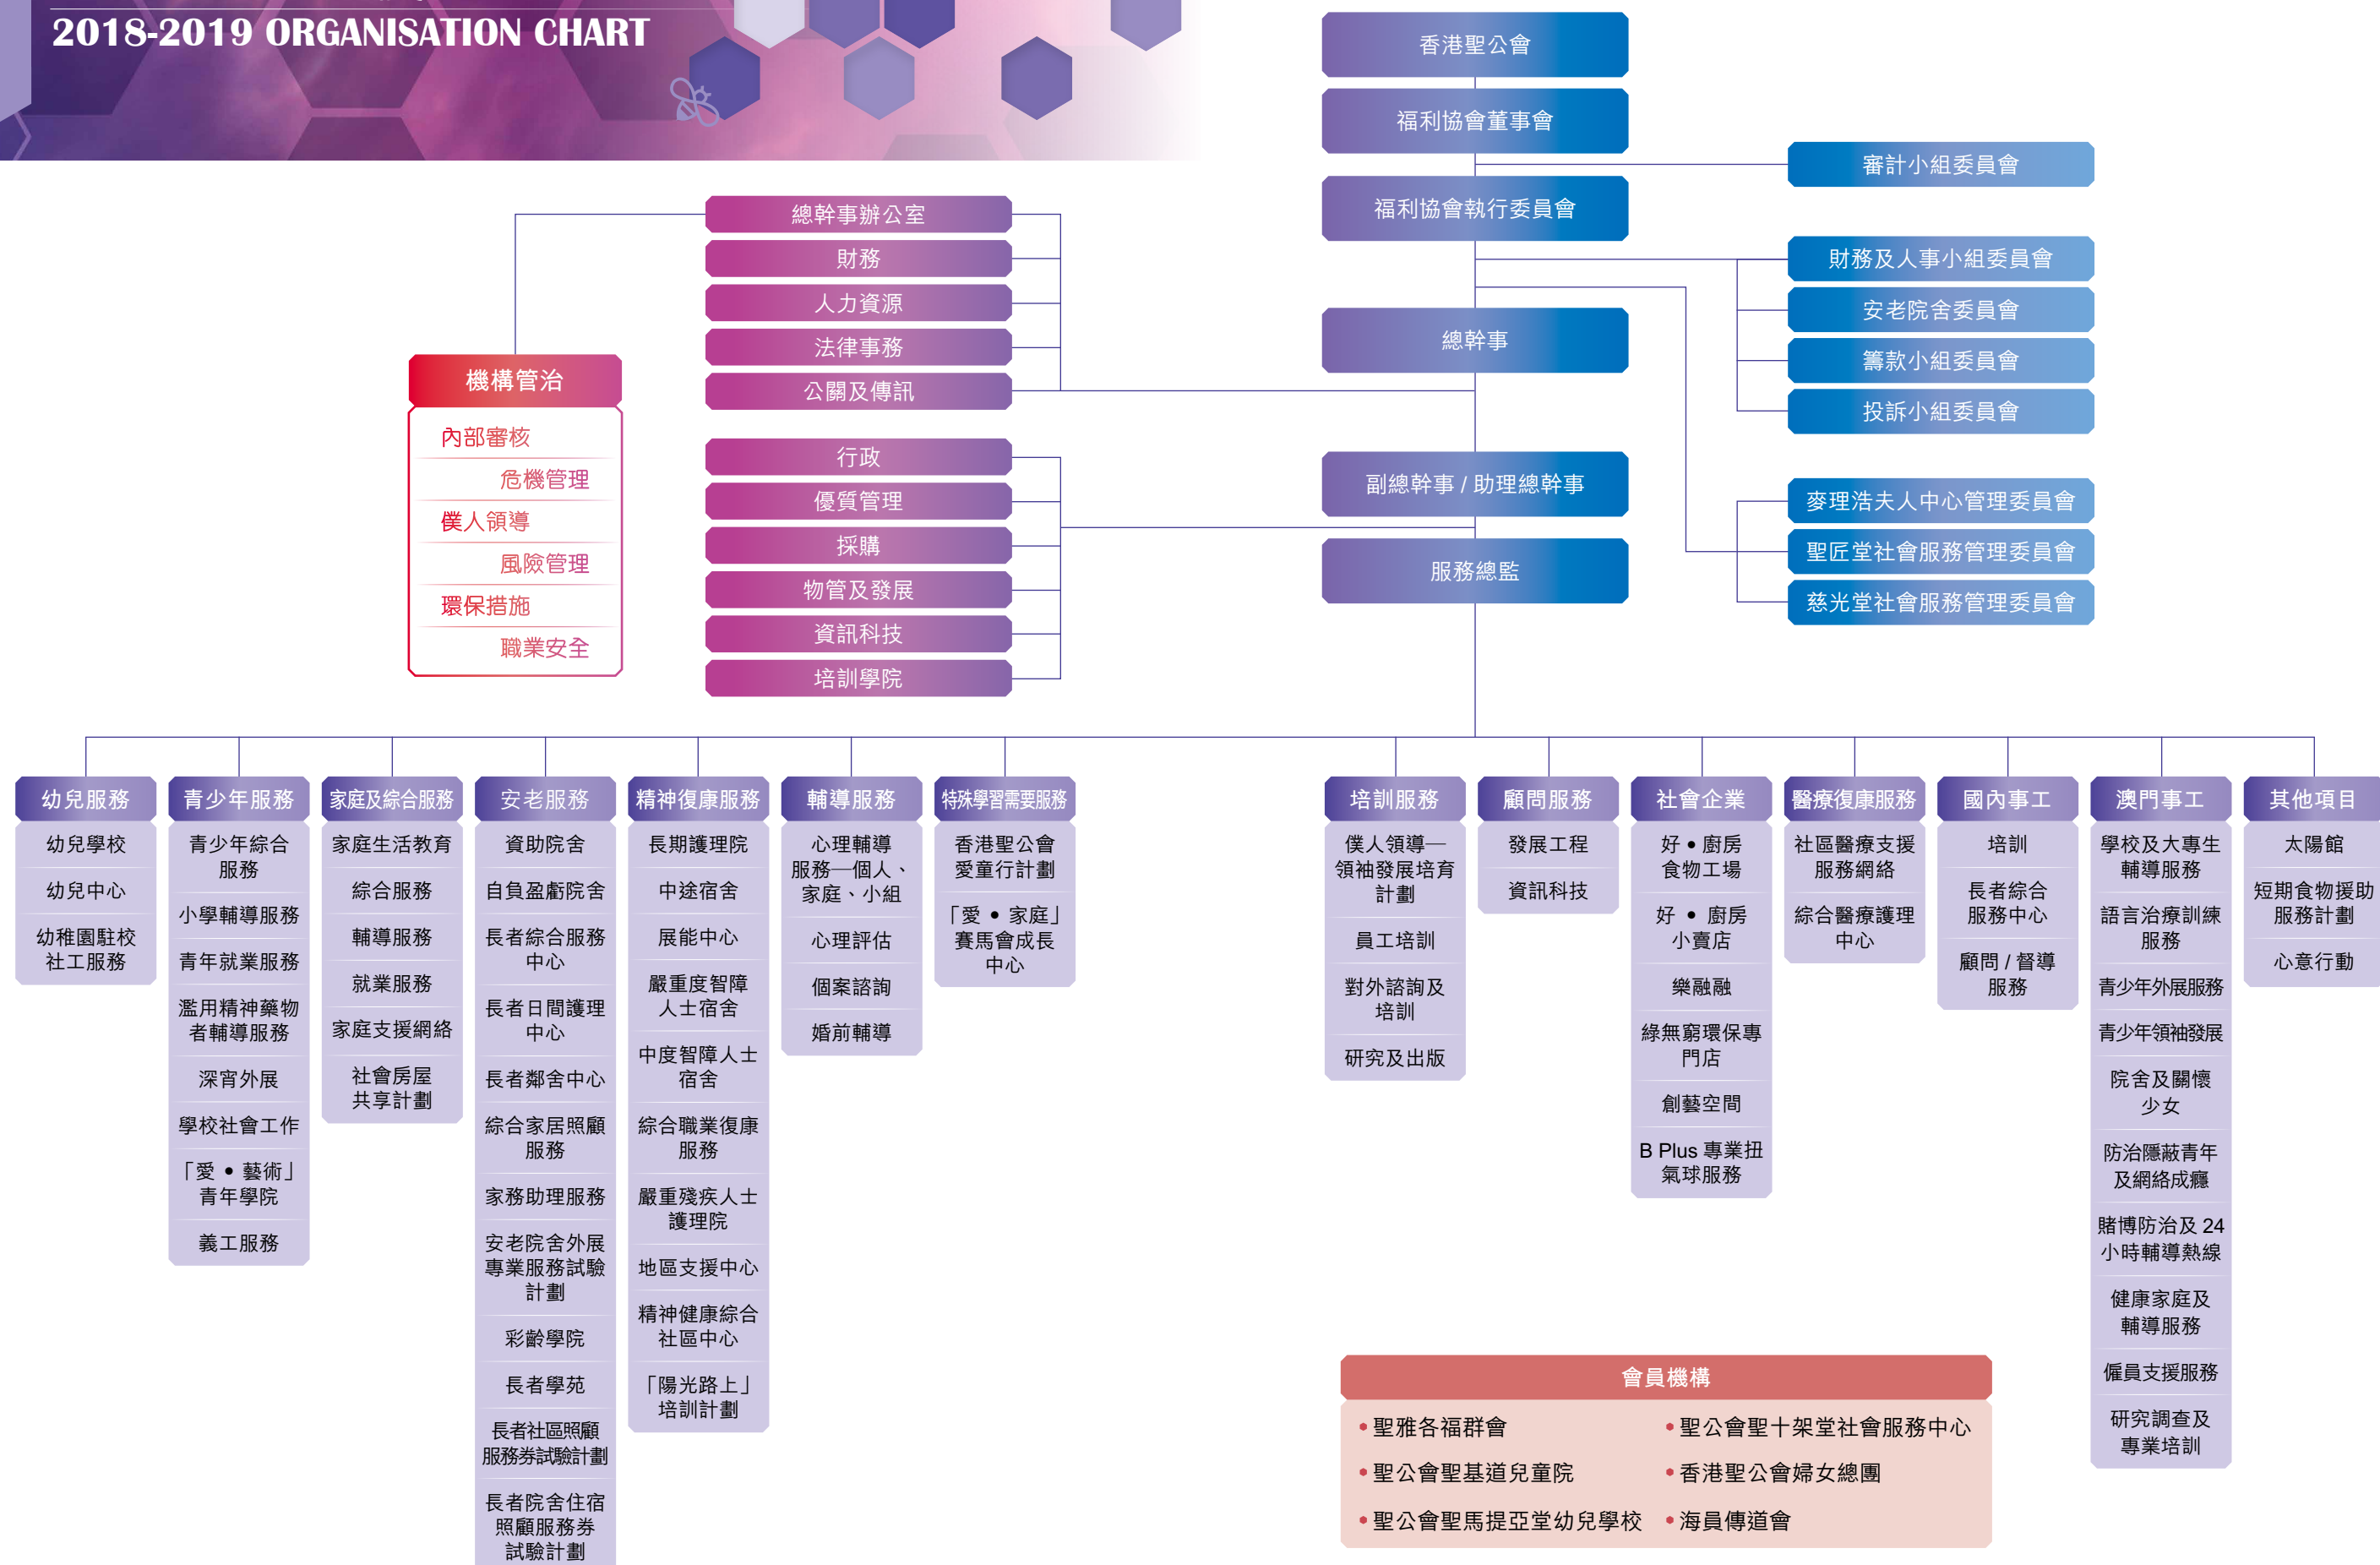 2018-2019 ORGANISATION CHART
香港聖公會
福利協會董事會
審計小組委員會
福利協會執行委員會
財務及人事小組委員會
安老院舍委員會
籌款小組委員會
投訴小組委員會
總幹事
麥理浩夫人中心管理委員會
聖匠堂社會服務管理委員會
慈光堂社會服務管理委員會
副總幹事 / 助理總幹事
服務總監
總幹事辦公室
財務
人力資源
法律事務
公關及傳訊
行政
優質管理
採購
物管及發展
資訊科技
培訓學院
機構管治
內部審核
危機管理
僕人領導
風險管理
環保措施
職業安全
幼兒服務
幼兒學校
幼兒中心
幼稚園駐校
社工服務
青少年服務
青少年綜合
服務
小學輔導服務
青年就業服務
濫用精神藥物
者輔導服務
深宵外展
學校社會工作
「愛 • 藝術」
青年學院
義工服務
家庭及綜合服務
家庭生活教育
綜合服務
輔導服務
就業服務
家庭支援網絡
社會房屋
共享計劃
安老服務
資助院舍
自負盈虧院舍
長者綜合服務
中心
長者日間護理
中心
長者鄰舍中心
綜合家居照顧
服務
家務助理服務
安老院舍外展
專業服務試驗
計劃
彩齡學院
長者學苑
長者社區照顧
服務券試驗計劃
長者院舍住宿
照顧服務券
試驗計劃
精神復康服務
長期護理院
中途宿舍
展能中心
嚴重度智障
人士宿舍
中度智障人士
宿舍
綜合職業復康
服務
嚴重殘疾人士
護理院
地區支援中心
精神健康綜合
社區中心
「陽光路上」
培訓計劃
輔導服務
心理輔導
服務—個人、
家庭、小組
心理評估
個案諮詢
婚前輔導
特殊學習需要服務
香港聖公會
愛童行計劃
「愛 • 家庭」
賽馬會成長
中心
培訓服務
僕人領導—
領袖發展培育
計劃
員工培訓
對外諮詢及
培訓
研究及出版
顧問服務
發展工程
資訊科技
社會企業
好 • 廚房
食物工場
好 • 廚房
小賣店
樂融融
綠無窮環保專
門店
創藝空間
B Plus 專業扭
氣球服務
醫療復康服務
社區醫療支援
服務網絡
綜合醫療護理
中心
國內事工
培訓
長者綜合
服務中心
顧問 / 督導
服務
澳門事工
學校及大專生
輔導服務
語言治療訓練
服務
青少年外展服務
青少年領袖發展
院舍及關懷
少女
防治隱蔽青年
及網絡成癮
賭博防治及 24
小時輔導熱線
健康家庭及
輔導服務
僱員支援服務
研究調查及
專業培訓
其他項目
太陽館
短期食物援助
服務計劃
心意行動
會員機構
• 聖雅各福群會
• 聖公會聖基道兒童院
• 聖公會聖馬提亞堂幼兒學校
• 聖公會聖十架堂社會服務中心
• 香港聖公會婦女總團
• 海員傳道會